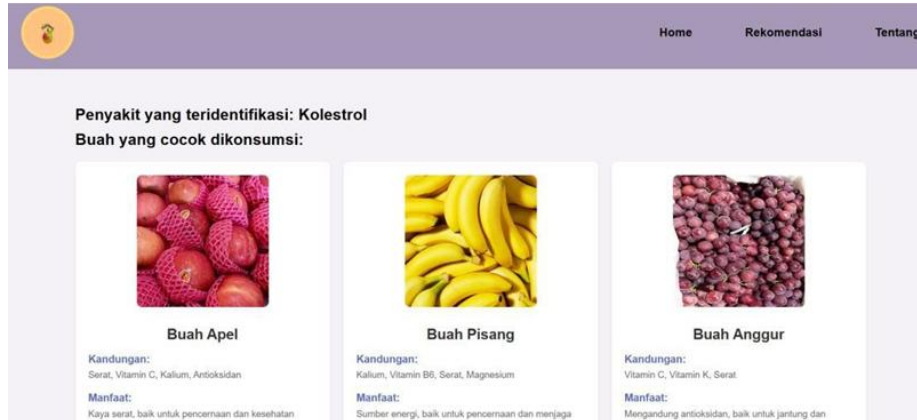 Home Rekomendasi Tentang
Penyakit yang teridentifikasi: Kolestrol
Buah yang cocok dikonsumsi:
Buah Apel
Kandungan:
Serat, Vitamin C, Kalium, Antioksidan
Manfaat:
Kaya serat, baik untuk pencernaan dan kesehatan
Buah Pisang
Kandungan:
Kalium, Vitamin B6, Serat, Magnesium
Manfaat:
Sumber energi, baik untuk pencernaan dan menjaga
Buah Anggur
Kandungan:
Vitamin C, Vitamin K, Serat
Manfaat:
Mengandung antioksidan, baik untuk jantung dan